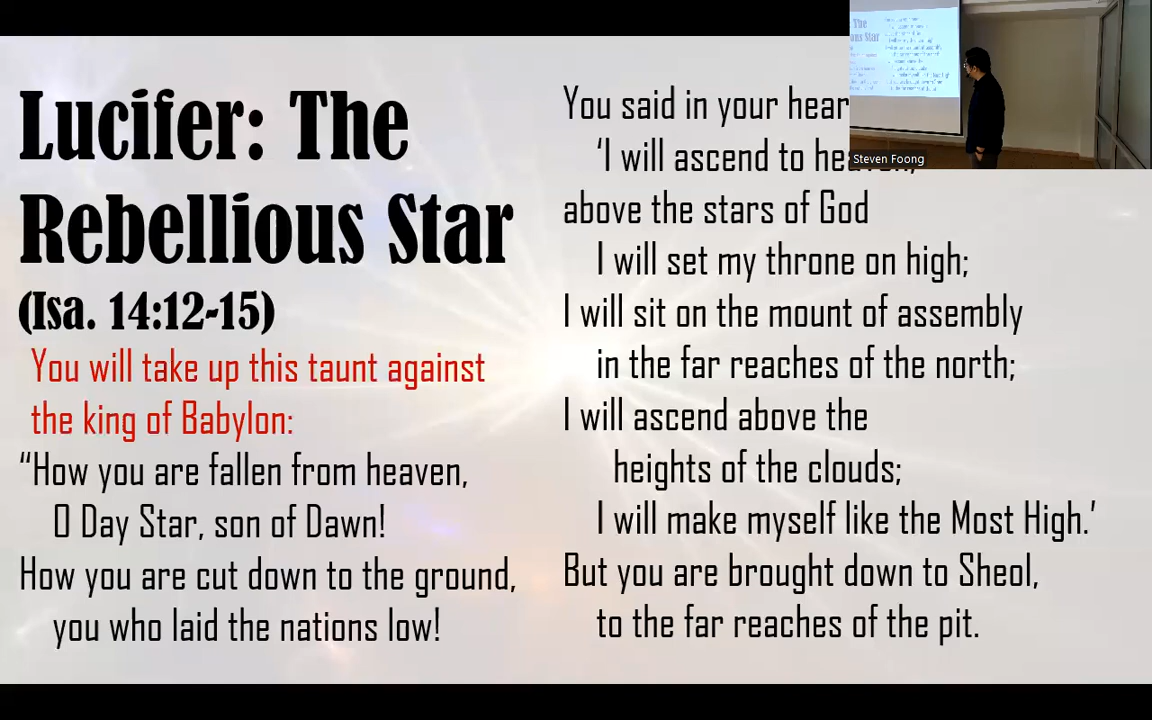 Lucifer: The
Rebellious Star
(Isa. 14:12-15)
You will take up this taunt against
the king of Babylon:
“How you are fallen from heaven,
O Day Star, son of Dawn!
How you are cut down to the ground,
you who laid the nations low!
You said in your hear
‘I will ascend to heaven,
above the stars of God
I will set my throne on high;
I will sit on the mount of assembly
in the far reaches of the north;
I will ascend above the
heights of the clouds;
I will make myself like the Most High.’
But you are brought down to Sheol,
to the far reaches of the pit.
Steven Foong